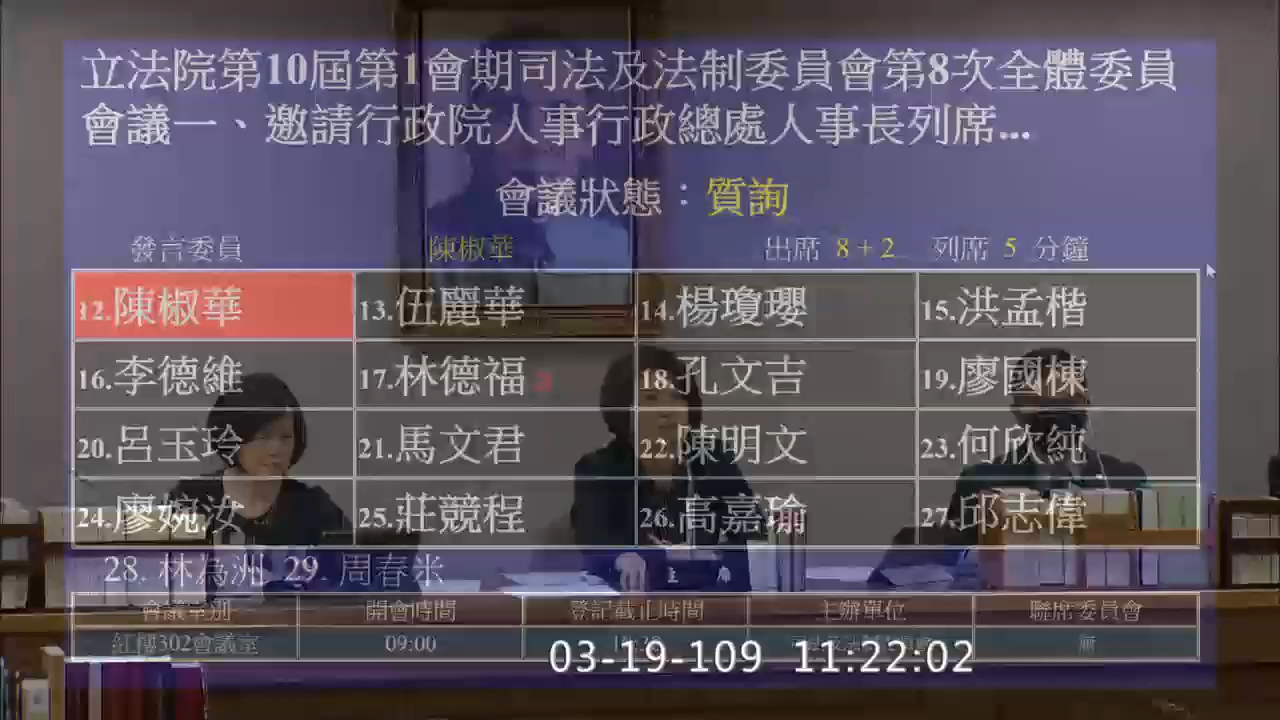 立法院第10屆第1會期司法及法制委員會第8次全體委員
會議一、邀請行政院人事行政總處人事長列席...
會議狀態：質詢
發言委員 陳椒華 出席 8+2 列席 5 分鐘
12.陳椒華 13.伍麗華 14.楊瓊瓔 15.洪孟楷
16.李德維 17.林德福 18.孔文吉 19.廖國棟
20.呂玉玲 21.馬文君 22.陳明文 23.何欣純
24.廖婉汝 25.莊競程 26.高嘉瑜 27.邱志偉
28. 林為洲 29. 周春米
會議室別 開會時間 登記截止時間 主辦單位 聯席委員會
紅樓302會議室 09:00 無
03-19-109 11:22:02